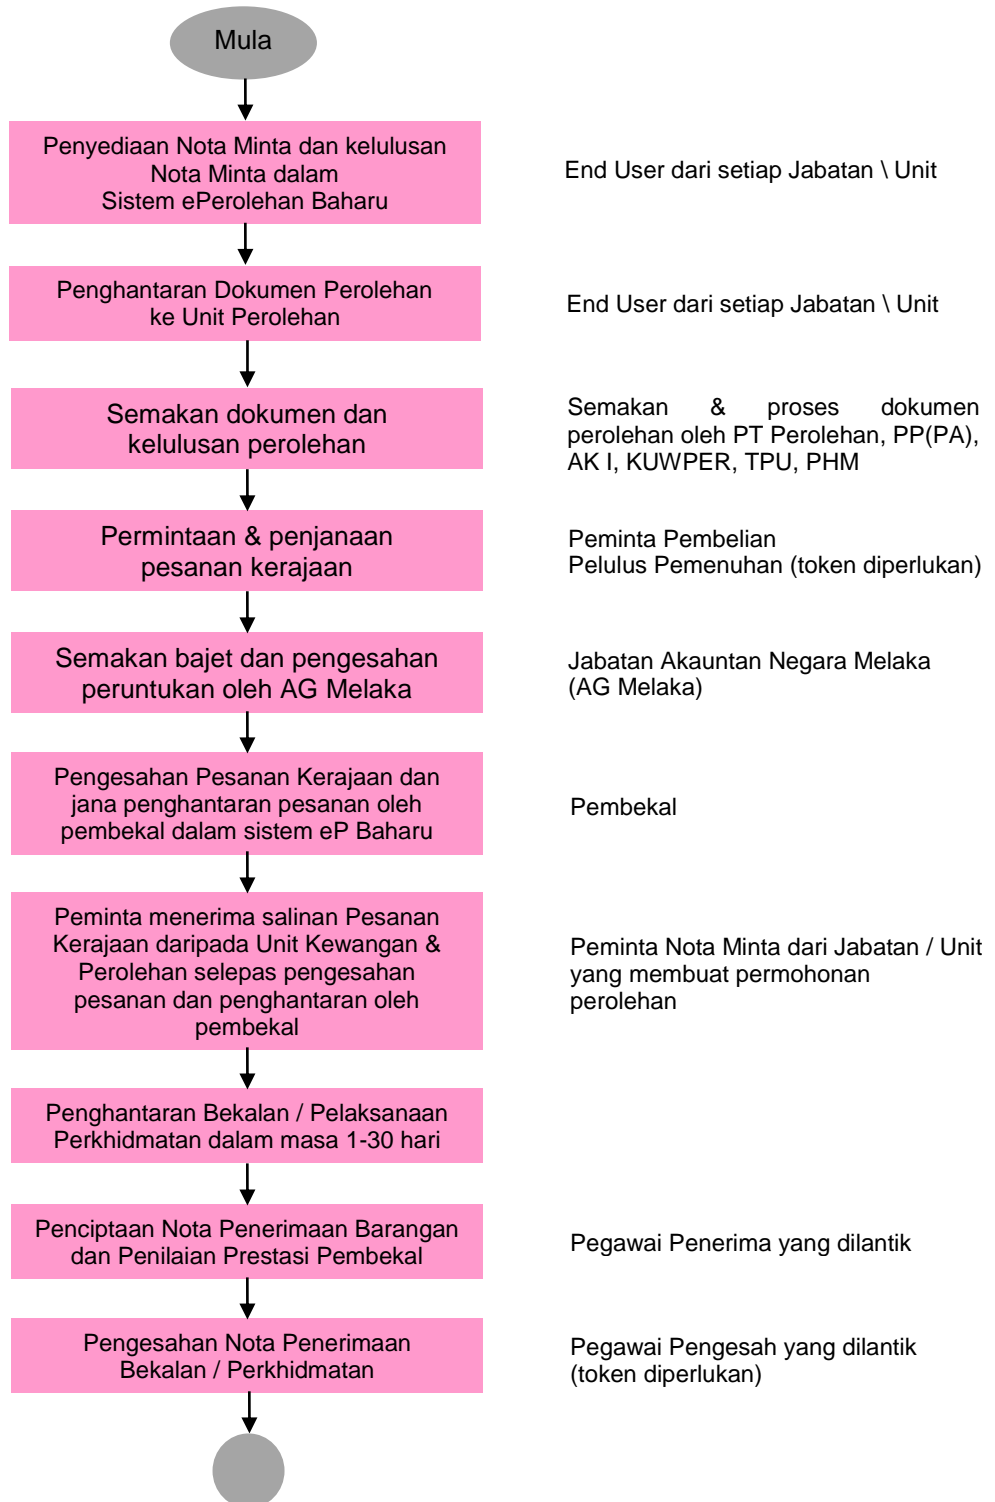 Mula
Penyediaan Nota Minta dan kelulusan
Nota Minta dalam
Sistem ePerolehan Baharu
End User dari setiap Jabatan \ Unit
Penghantaran Dokumen Perolehan
ke Unit Perolehan
End User dari setiap Jabatan \ Unit
Semakan dokumen dan
kelulusan perolehan
Semakan & proses dokumen
perolehan oleh PT Perolehan, PP(PA),
AK I, KUWPER, TPU, PHM
Permintaan & penjanaan
pesanan kerajaan
Peminta Pembelian
Pelulus Pemenuhan (token diperlukan)
Semakan bajet dan pengesahan
peruntukan oleh AG Melaka
Jabatan Akauntan Negara Melaka
(AG Melaka)
Pengesahan Pesanan Kerajaan dan
jana penghantaran pesanan oleh
pembekal dalam sistem eP Baharu
Pembekal
Peminta menerima salinan Pesanan
Kerajaan daripada Unit Kewangan &
Perolehan selepas pengesahan
pesanan dan penghantaran oleh
pembekal
Peminta Nota Minta dari Jabatan / Unit
yang membuat permohonan
perolehan
Penghantaran Bekalan / Pelaksanaan
Perkhidmatan dalam masa 1-30 hari
Penciptaan Nota Penerimaan Barangan
dan Penilaian Prestasi Pembekal
Pegawai Penerima yang dilantik
Pengesahan Nota Penerimaan
Bekalan / Perkhidmatan
Pegawai Pengesah yang dilantik
(token diperlukan)